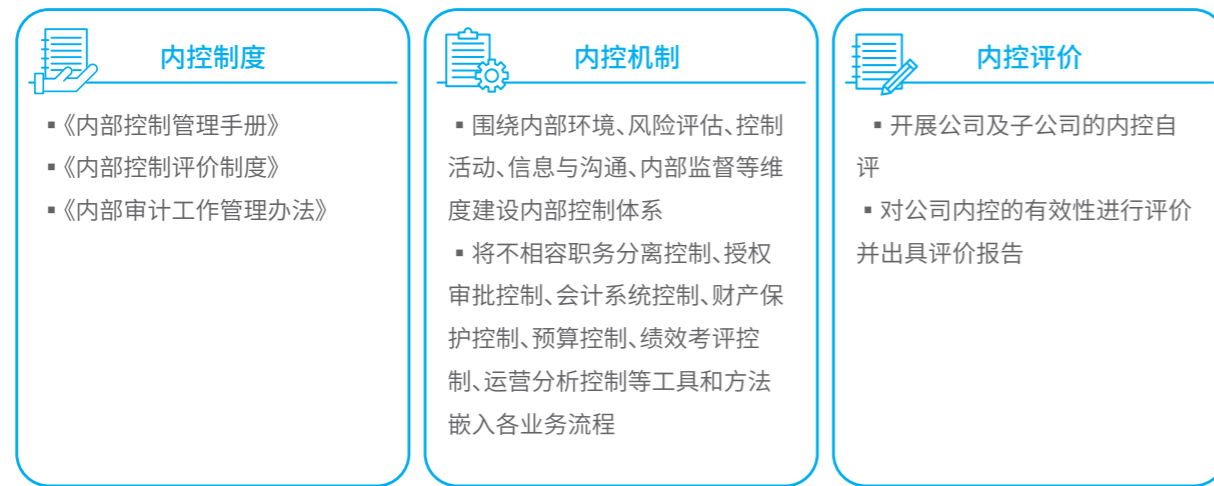 内控制度
▪《内部控制管理手册》
▪《内部控制评价制度》
▪《内部审计工作管理办法》
内控机制
▪ 围绕内部环境、风险评估、控制
活动、信息与沟通、内部监督等维
度建设内部控制体系
▪ 将不相容职务分离控制、授权
审批控制、会计系统控制、财产保
护控制、预算控制、绩效考评控
制、运营分析控制等工具和方法
嵌入各业务流程
内控评价
▪ 开展公司及子公司的内控自
评
▪ 对公司内控的有效性进行评价
并出具评价报告